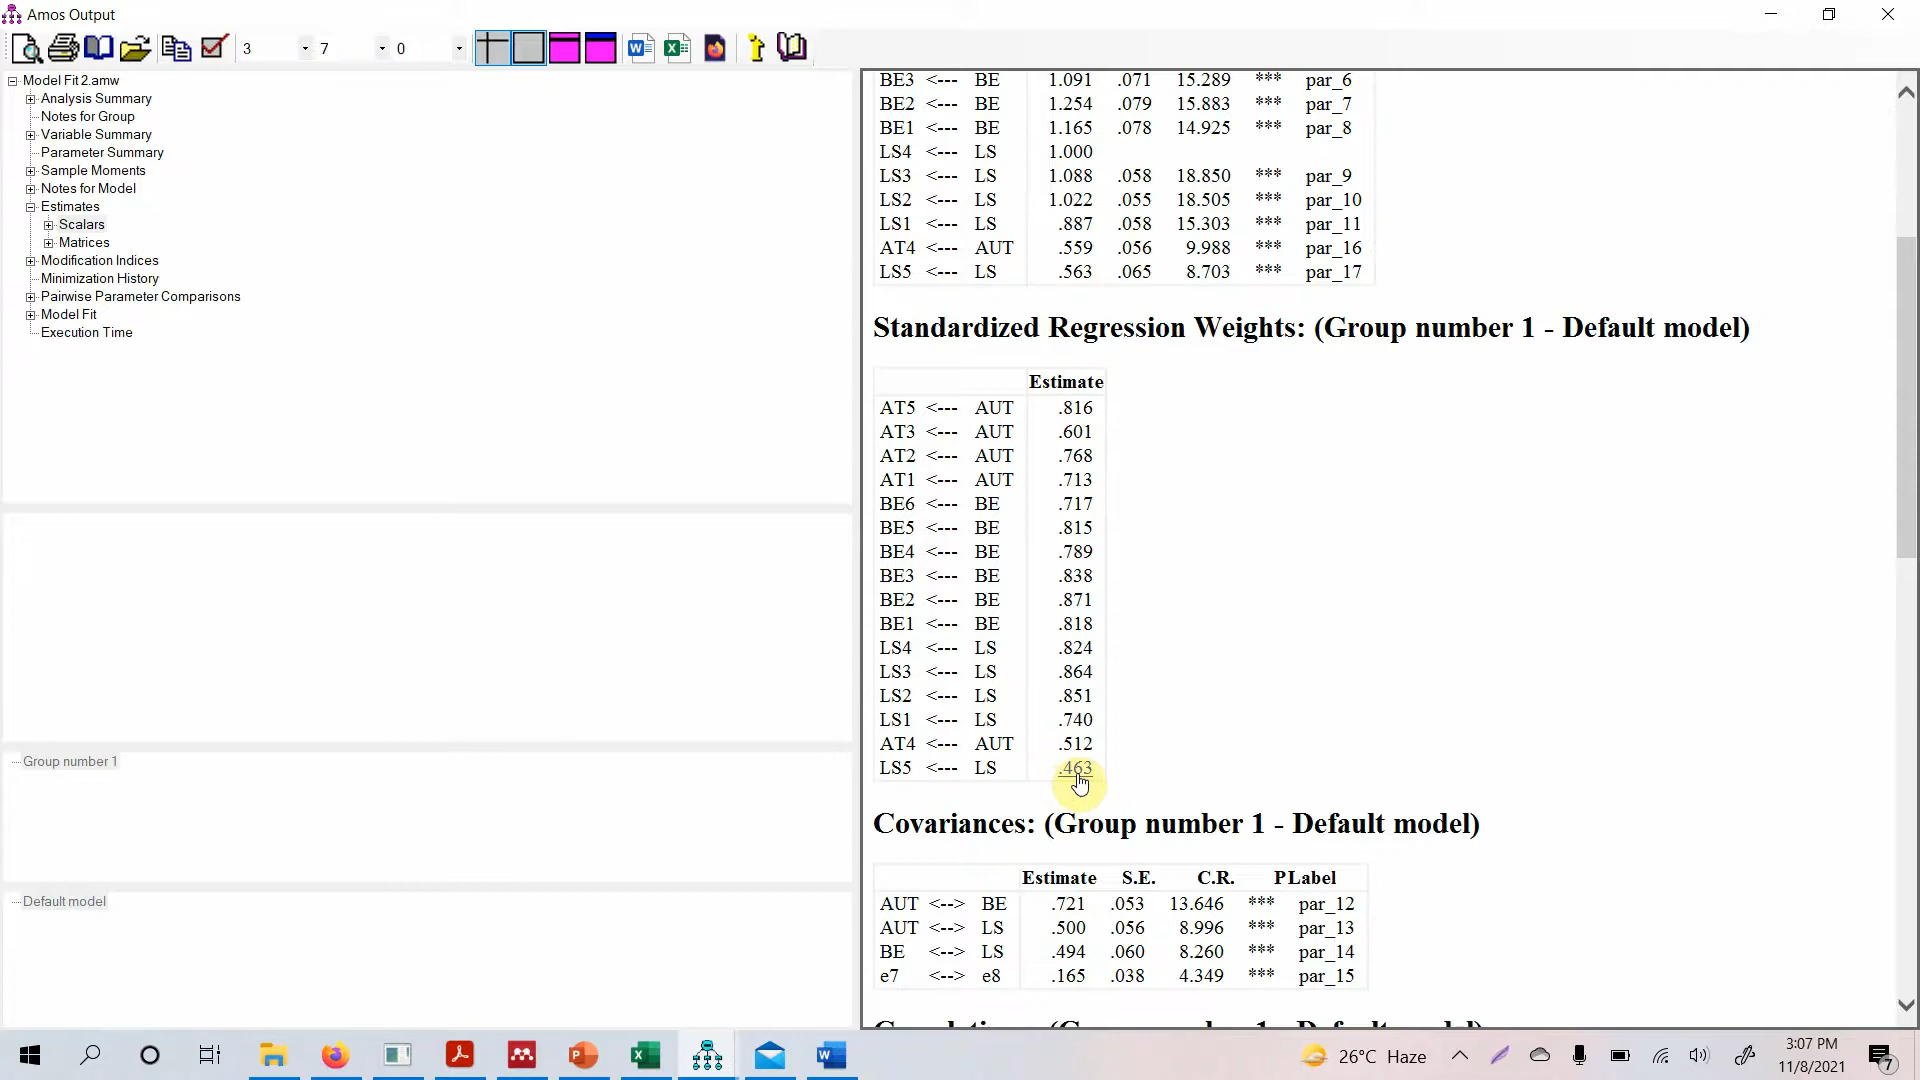 Amos Output
3 7 0
Model Fit 2.amw
Analysis Summary
Notes for Group
Variable Summary
Parameter Summary
Sample Moments
Notes for Model
Estimates
Scalars
Matrices
Modification Indices
Minimization History
Pairwise Parameter Comparisons
Model Fit
Execution Time
Group number 1
Default model
BE3 <--- BE 1.091 .071 15.289 *** par_6
BE2 <--- BE 1.254 .079 15.883 *** par_7
BE1 <--- BE 1.165 .078 14.925 *** par_8
LS4 <--- LS 1.000
LS3 <--- LS 1.088 .058 18.850 *** par_9
LS2 <--- LS 1.022 .055 18.505 *** par_10
LS1 <--- LS .887 .058 15.303 *** par_11
AT4 <--- AUT .559 .056 9.988 *** par_16
LS5 <--- LS .563 .065 8.703 *** par_17
Standardized Regression Weights: (Group number 1 - Default model)
Estimate
AT5 <--- AUT .816
AT3 <--- AUT .601
AT2 <--- AUT .768
AT1 <--- AUT .713
BE6 <--- BE .717
BE5 <--- BE .815
BE4 <--- BE .789
BE3 <--- BE .838
BE2 <--- BE .871
BE1 <--- BE .818
LS4 <--- LS .824
LS3 <--- LS .864
LS2 <--- LS .851
LS1 <--- LS .740
AT4 <--- AUT .512
LS5 <--- LS .463
Covariances: (Group number 1 - Default model)
Estimate S.E. C.R. P Label
AUT <--> BE .721 .053 13.646 *** par_12
AUT <--> LS .500 .056 8.996 *** par_13
BE <--> LS .494 .060 8.260 *** par_14
e7 <--> e8 .165 .038 4.349 *** par_15
26°C Haze
3:07 PM
11/8/2021
7